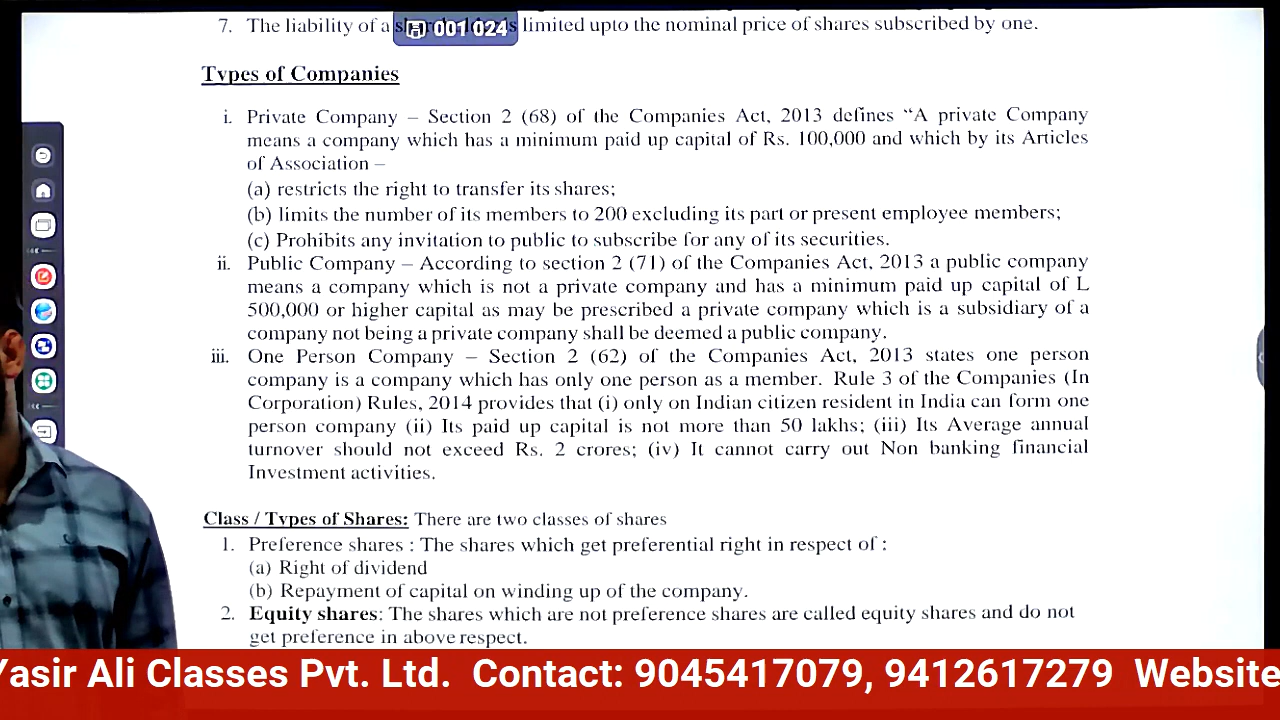 7. The liability of a limited upto the nominal price of shares subscribed by one.
001 024
Types of Companies
i. Private Company – Section 2 (68) of the Companies Act, 2013 defines “A private Company
means a company which has a minimum paid up capital of Rs. 100,000 and which by its Articles
of Association –
(a) restricts the right to transfer its shares;
(b) limits the number of its members to 200 excluding its part or present employee members;
(c) Prohibits any invitation to public to subscribe for any of its securities.
ii. Public Company – According to section 2 (71) of the Companies Act, 2013 a public company
means a company which is not a private company and has a minimum paid up capital of L
500,000 or higher capital as may be prescribed a private company which is a subsidiary of a
company not being a private company shall be deemed a public company.
iii. One Person Company – Section 2 (62) of the Companies Act, 2013 states one person
company is a company which has only one person as a member. Rule 3 of the Companies (In
Corporation) Rules, 2014 provides that (i) only on Indian citizen resident in India can form one
person company (ii) Its paid up capital is not more than 50 lakhs; (iii) Its Average annual
turnover should not exceed Rs. 2 crores; (iv) It cannot carry out Non banking financial
Investment activities.
Class / Types of Shares: There are two classes of shares
1. Preference shares : The shares which get preferential right in respect of :
(a) Right of dividend
(b) Repayment of capital on winding up of the company.
2. Equity shares: The shares which are not preference shares are called equity shares and do not
get preference in above respect.
Yasir Ali Classes Pvt. Ltd. Contact: 9045417079, 9412617279 Website